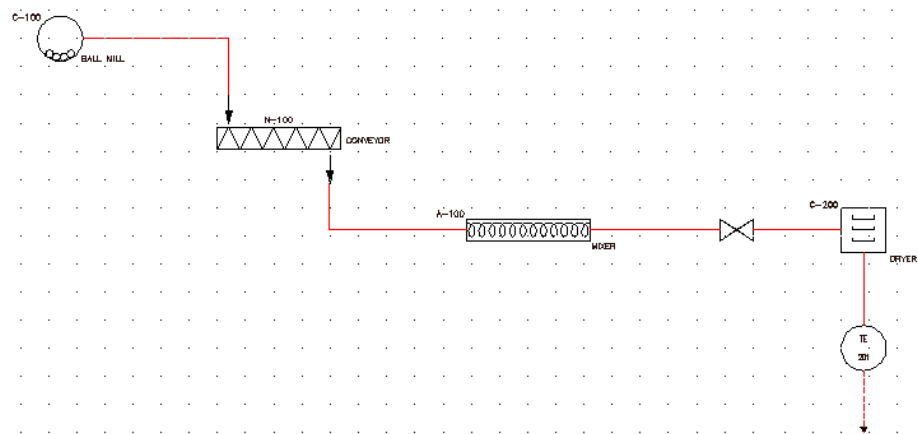 C-100
BALL MILL
N-100
CONVEYOR
A-100
MIXER
C-200
DRYER
TE
201